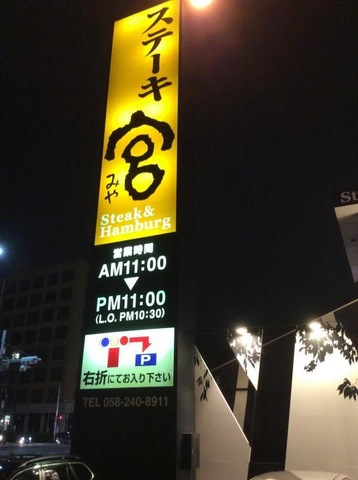 ステーキ
宮
みや
Steak&
Hamburg
営業時間
AM11:00
▼
PM11:00
(L.O. PM10:30)
P
右折にてお入り下さい
TEL 058-240-8911
St